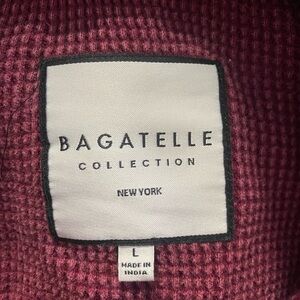 BAGATELLE
COLLECTION
NEW YORK
L
MADE IN
INDIA